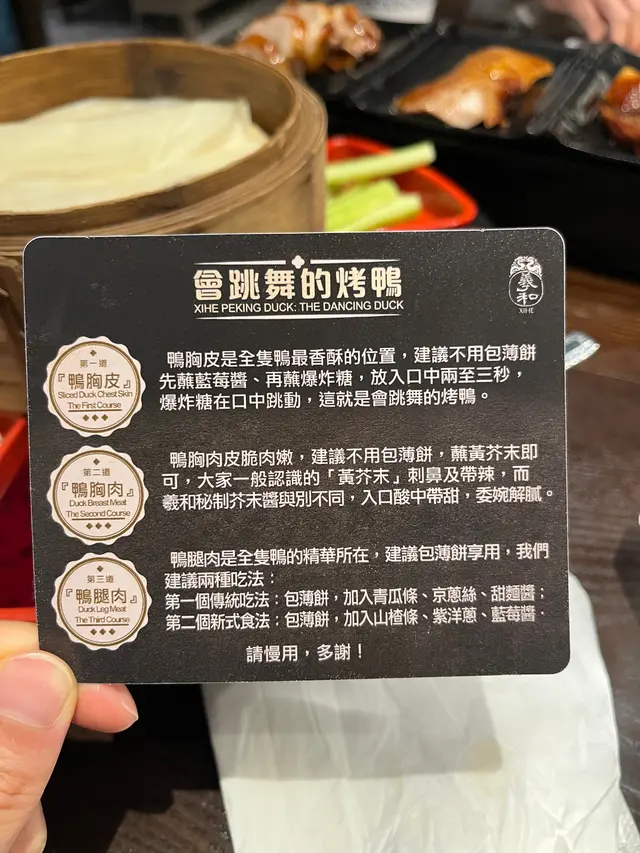 會跳舞的烤鴨
XIHE PEKING DUCK: THE DANCING DUCK
羲和
XIHE
第一道
『鴨胸皮』
Sliced Duck Chest Skin
The First Course
鴨胸皮是全隻鴨最香酥的位置，建議不用包薄餅
先蘸藍莓醬、再蘸爆炸糖，放入口中兩至三秒，
爆炸糖在口中跳動，這就是會跳舞的烤鴨。
第二道
『鴨胸肉』
Duck Breast Meat
The Second Course
鴨胸肉皮脆肉嫩，建議不用包薄餅，蘸黃芥末即
可，大家一般認識的「黃芥末」刺鼻及帶辣，而
羲和秘制芥末醬與別不同，入口酸中帶甜，委婉解膩。
第三道
『鴨腿肉』
Duck Leg Meat
The Third Course
鴨腿肉是全隻鴨的精華所在，建議包薄餅享用，我們
建議兩種吃法：
第一個傳統吃法：包薄餅，加入青瓜條、京蔥絲、甜麵醬；
第二個新式食法：包薄餅，加入山楂條、紫洋蔥、藍莓醬．
請慢用，多謝！